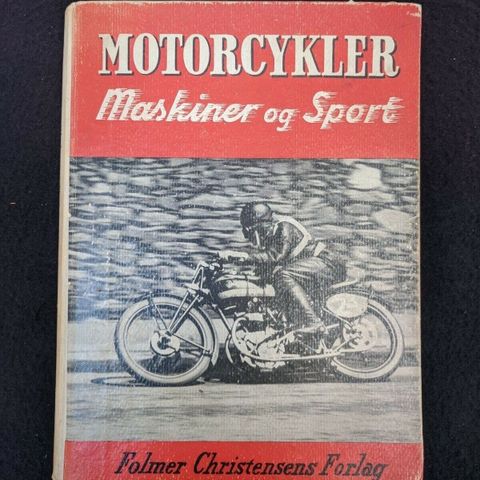 MOTORCYKLER
Maskiner og Sport
Folmer Christensens Forlag